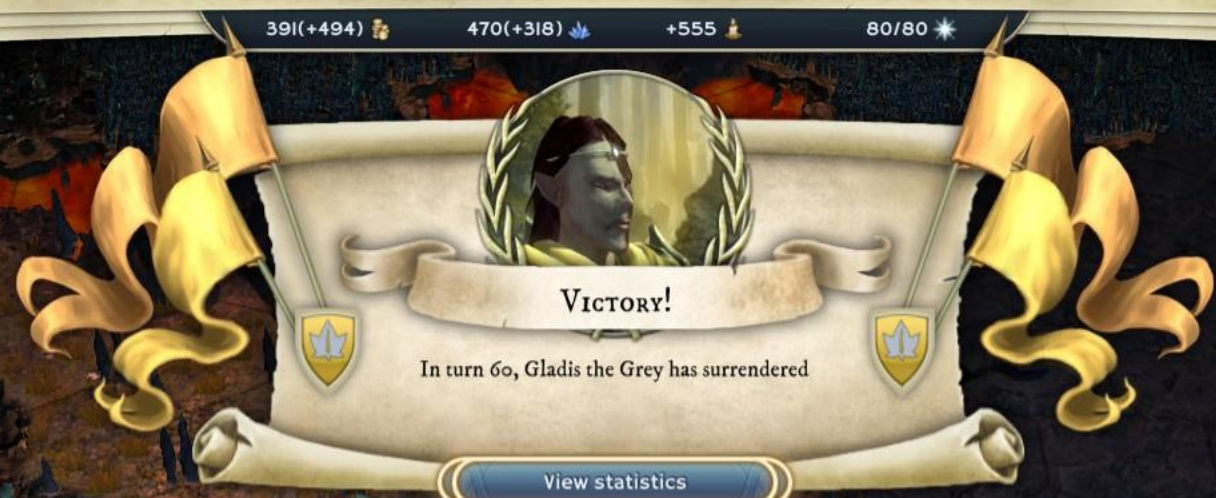 391(+494) 470(+318) +555 80/80
Victory!
In turn 60, Gladis the Grey has surrendered
View statistics